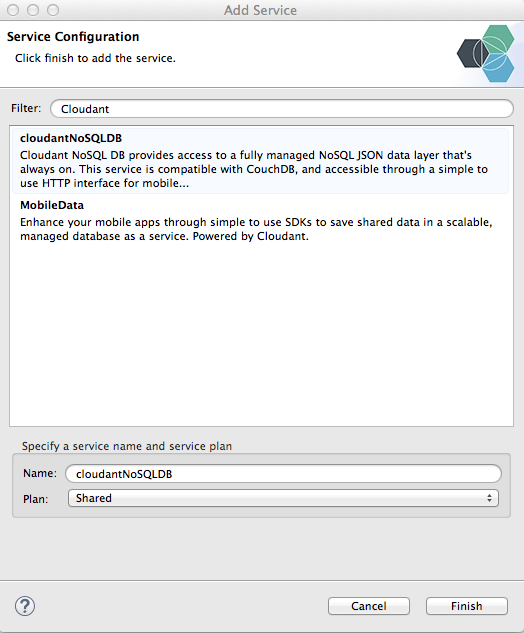 Add Service
Service Configuration
Click finish to add the service.
Filter: Cloudant
cloudantNoSQLDB
Cloudant NoSQL DB provides access to a fully managed NoSQL JSON data layer that's
always on. This service is compatible with CouchDB, and accessible through a simple to
use HTTP interface for mobile...
MobileData
Enhance your mobile apps through simple to use SDKs to save shared data in a scalable,
managed database as a service. Powered by Cloudant.
Specify a service name and service plan
Name: cloudantNoSQLDB
Plan: Shared
? Cancel Finish